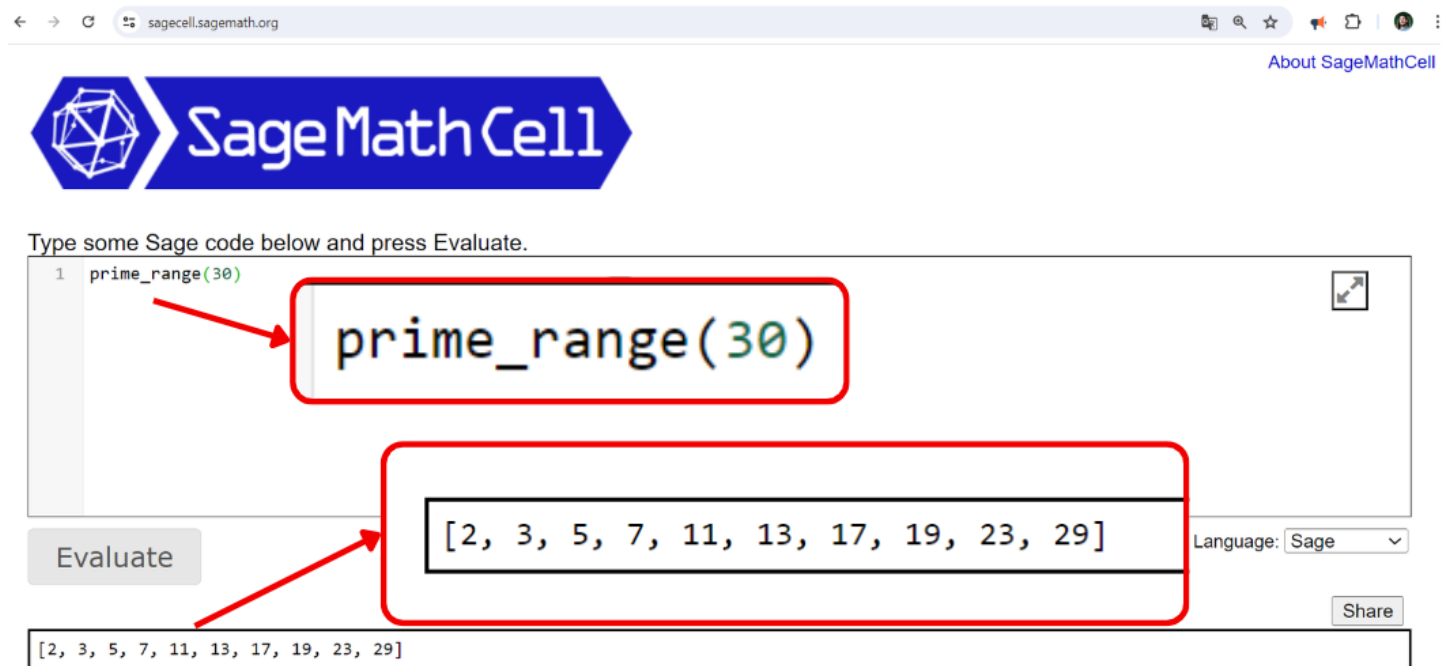 sagecell.sagemath.org
About SageMathCell
SageMathCell
Type some Sage code below and press Evaluate.
1 prime_range(30)
prime_range(30)
[2, 3, 5, 7, 11, 13, 17, 19, 23, 29]
Evaluate
Language: Sage
Share
[2, 3, 5, 7, 11, 13, 17, 19, 23, 29]